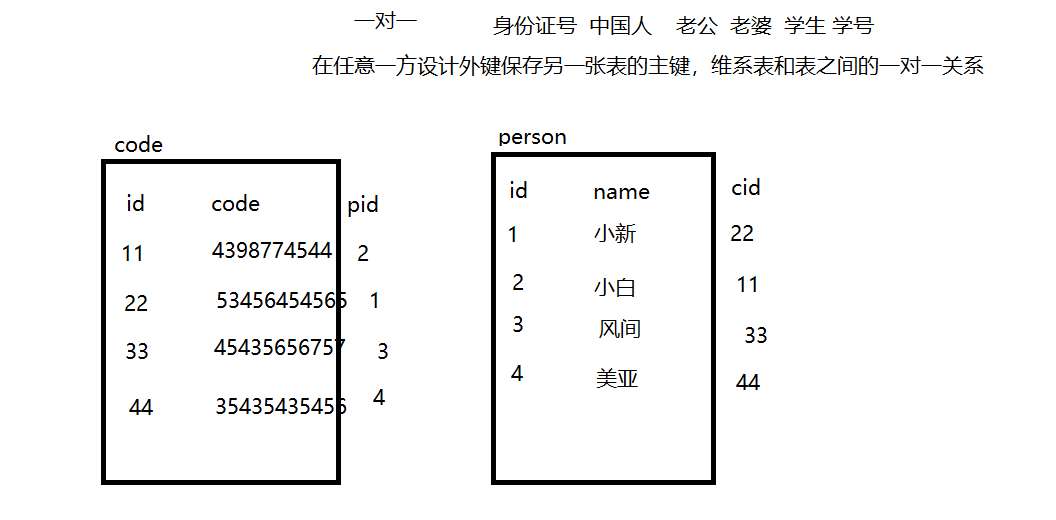 一对一 身份证号 中国人 老公 老婆 学生 学号
在任意一方设计外键保存另一张表的主键，维系表和表之间的一对一关系
code
id code pid
11 4398774544 2
22 53456454565 1
33 45435656757 3
44 35435435456 4
person
id name cid
1 小新 22
2 小白 11
3 风间 33
4 美亚 44